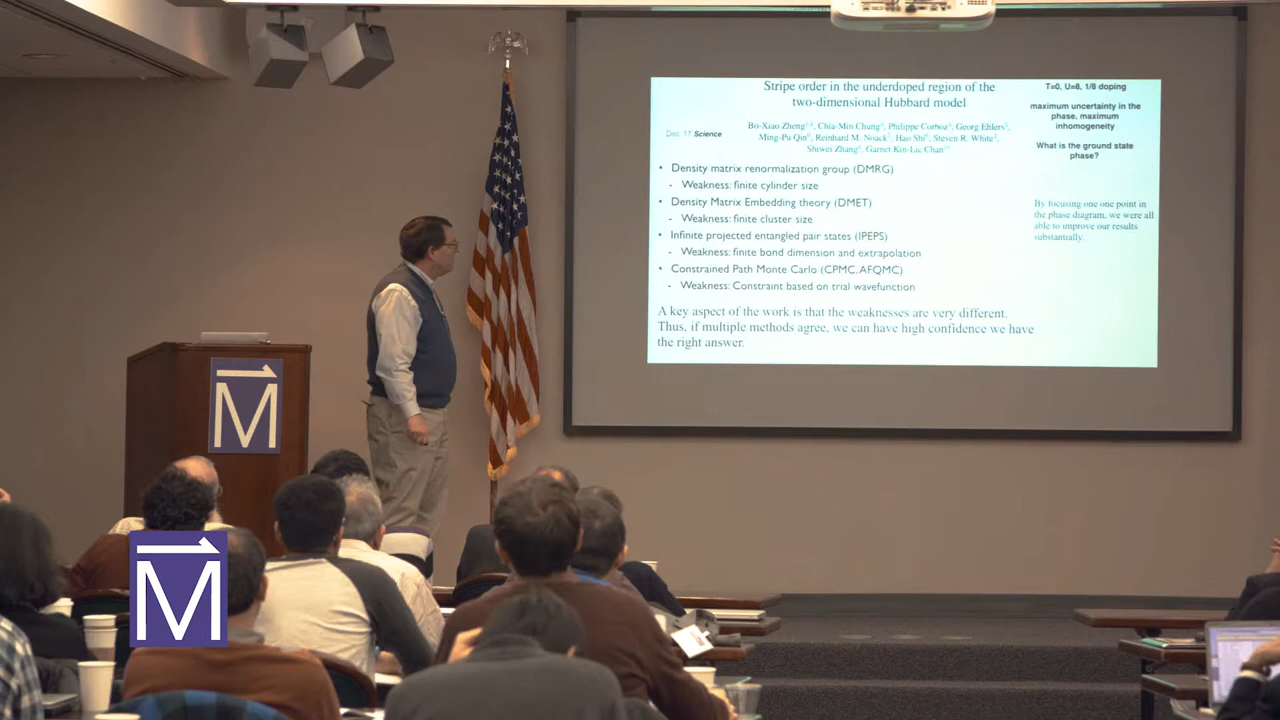 Stripe order in the underdoped region of the
two-dimensional Hubbard model
Dec. 17 Science
Bo-Xiao Zheng, Chia-Min Chung, Philippe Corboz, Georg Ehlers,
Ming-Pu Qin, Reinhard M. Noack, Hao Shi, Steven R. White,
Shiwei Zhang, Garnet Kin-Lic Chan
• Density matrix renormalization group (DMRG)
- Weakness: finite cylinder size
• Density Matrix Embedding theory (DMET)
- Weakness: finite cluster size
• Infinite projected entangled pair states (IPEPS)
- Weakness: finite bond dimension and extrapolation
• Constrained Path Monte Carlo (CPMC, AFQMC)
- Weakness: Constraint based on trial wavefunction
A key aspect of the work is that the weaknesses are very different.
Thus, if multiple methods agree, we can have high confidence we have
the right answer.
T=0, U=8, 1/8 doping
maximum uncertainty in the
phase, maximum
inhomogeneity
What is the ground state
phase?
By focusing one one point in
the phase diagram, we were all
able to improve our results
substantially.
M
M